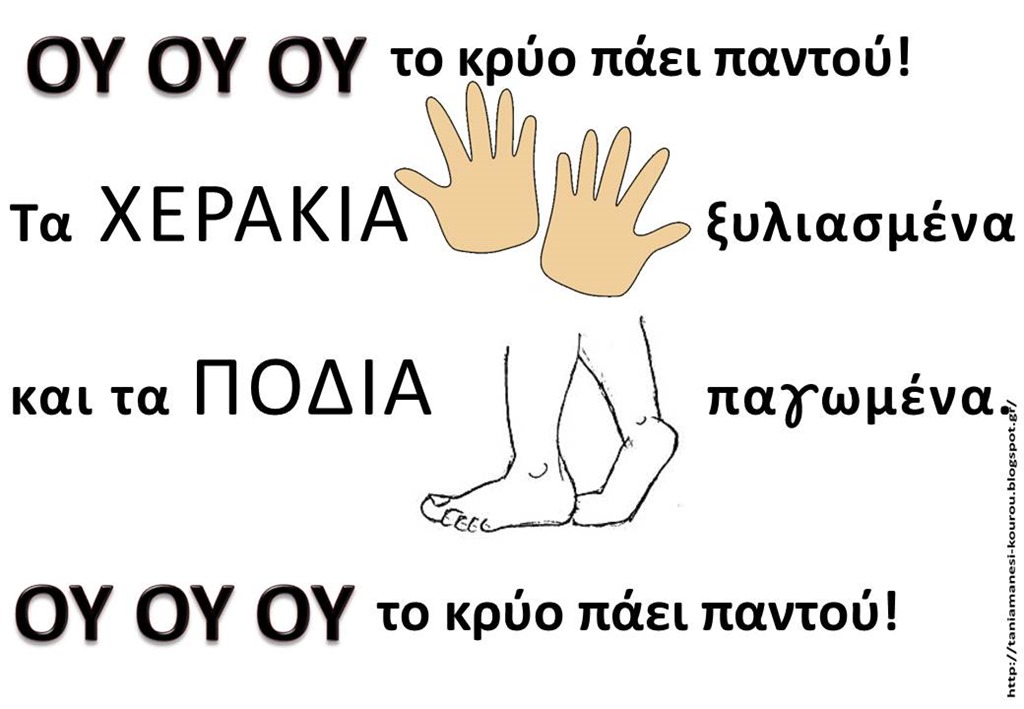 ΟΥ ΟΥ ΟΥ το κρύο πάει παντού!
Τα ΧΕΡΑΚΙΑ ξυλιασμένα
και τα ΠΟΔΙΑ παγωμένα.
ΟΥ ΟΥ ΟΥ το κρύο πάει παντού!
http://taniamanesi-kourou.blogspot.gr/